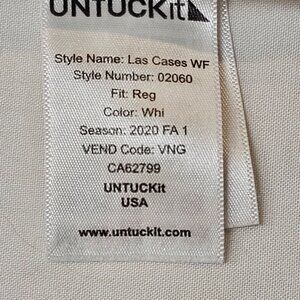 UNTUCKit
Style Name: Las Cases WF
Style Number: 02060
Fit: Reg
Color: Whi
Season: 2020 FA 1
VEND Code: VNG
CA62799
UNTUCKit
USA
www.untuckit.com